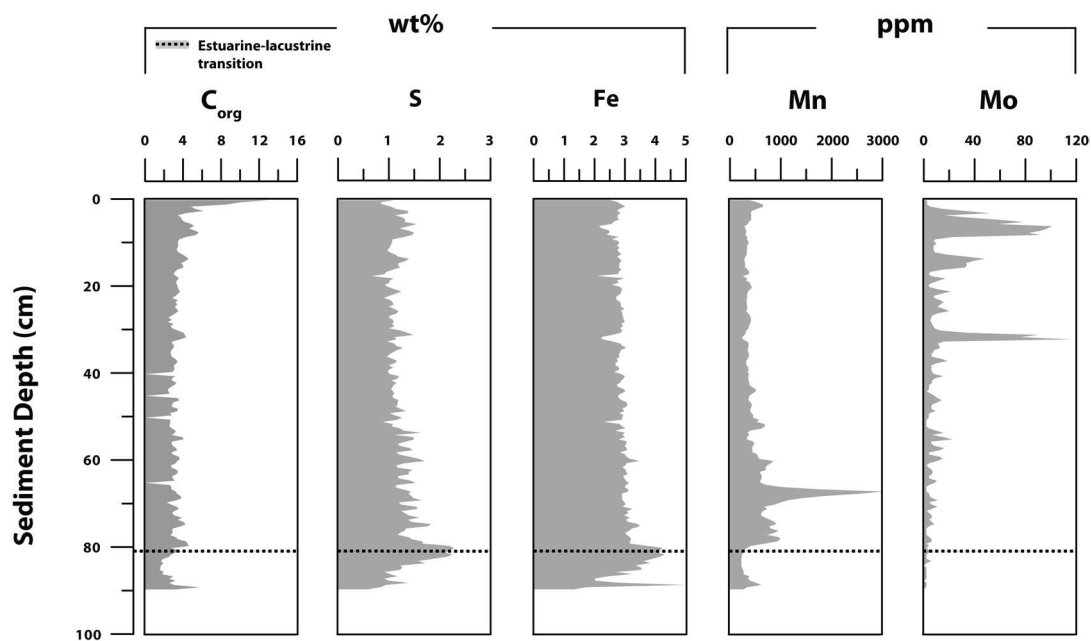 wt%
ppm
Estuarine-lacustrine
transition
Corg
S
Fe
Mn
Mo
0 4 8 12 16
0 1 2 3
0 1 2 3 4 5
0 1000 2000 3000
0 40 80 120
Sediment Depth (cm)
0
20
40
60
80
100